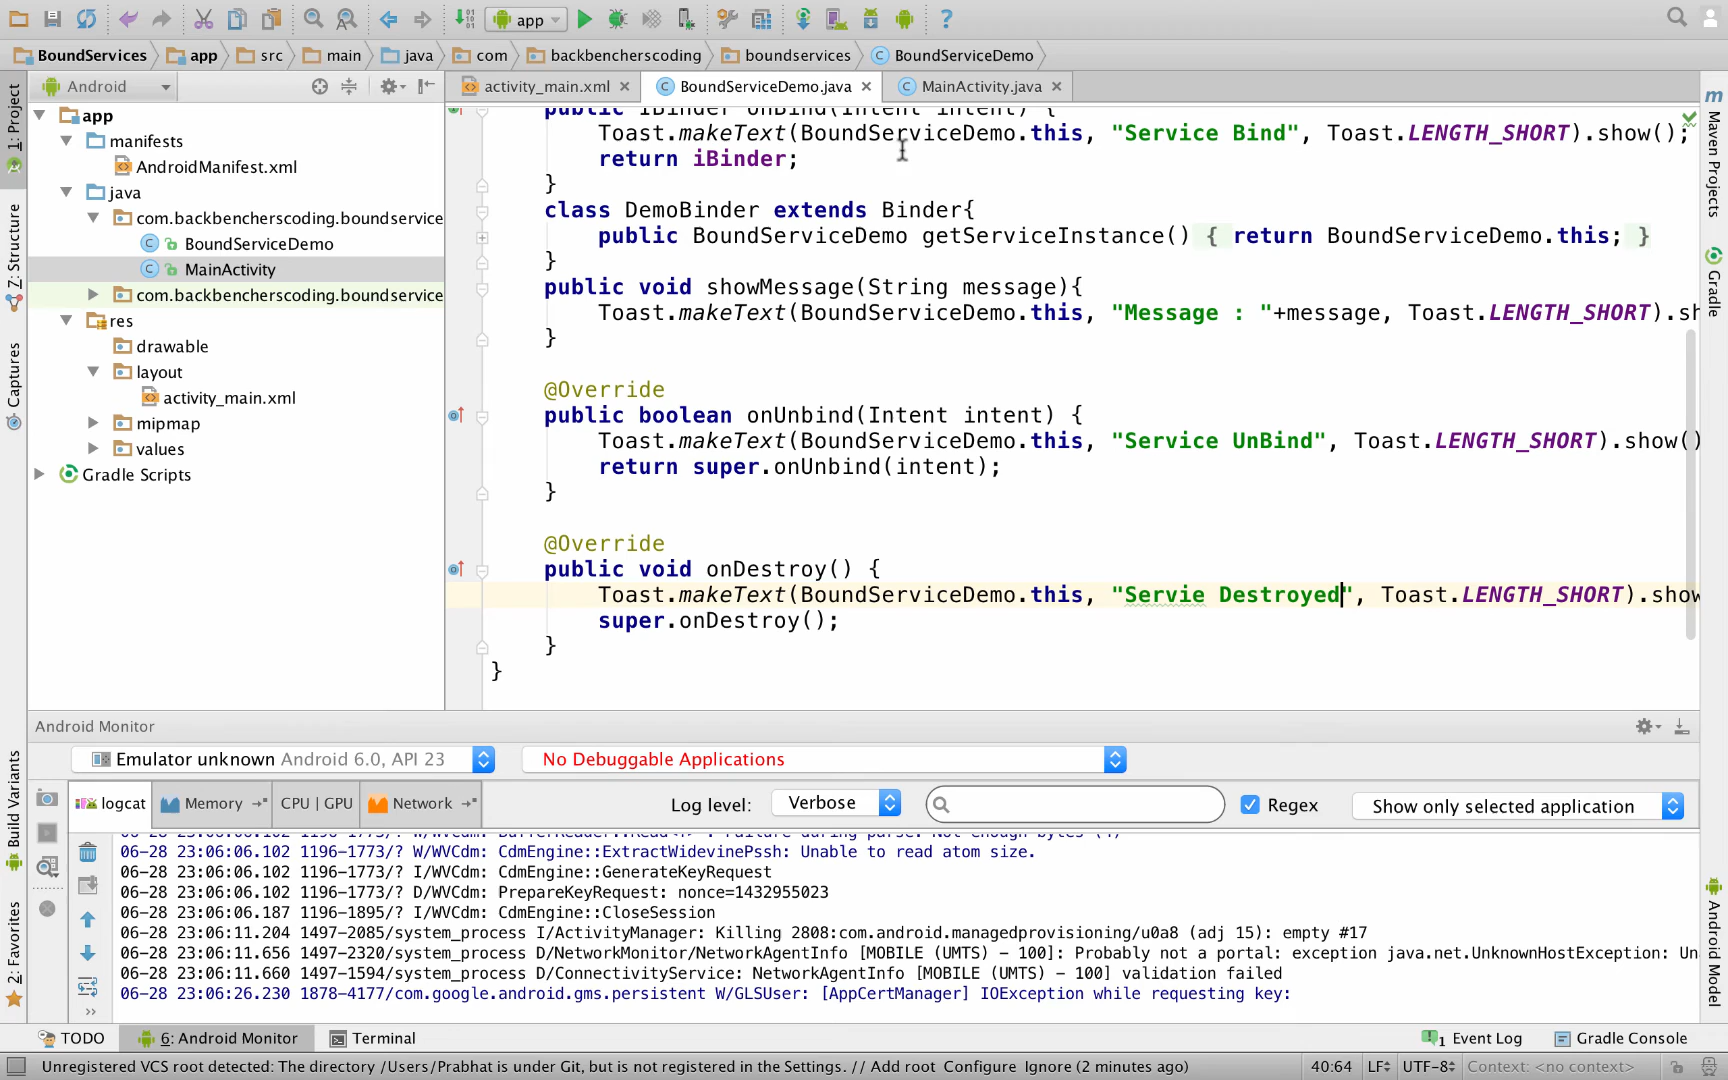 app
BoundServices app src main java com backbencherscoding boundservices BoundServiceDemo
Android
activity_main.xml BoundServiceDemo.java MainActivity.java
1: Project
Z: Structure
Captures
Build Variants
2: Favorites
app
manifests
AndroidManifest.xml
java
com.backbencherscoding.boundservice
BoundServiceDemo
MainActivity
com.backbencherscoding.boundservice
res
drawable
layout
activity_main.xml
mipmap
values
Gradle Scripts
public IBinder onBind(Intent intent) {
Toast.makeText(BoundServiceDemo.this, "Service Bind", Toast.LENGTH_SHORT).show();
return iBinder;
}
class DemoBinder extends Binder{
public BoundServiceDemo getServiceInstance() { return BoundServiceDemo.this; }
}
public void showMessage(String message){
Toast.makeText(BoundServiceDemo.this, "Message : "+message, Toast.LENGTH_SHORT).sh
}
@Override
public boolean onUnbind(Intent intent) {
Toast.makeText(BoundServiceDemo.this, "Service UnBind", Toast.LENGTH_SHORT).show()
return super.onUnbind(intent);
}
@Override
public void onDestroy() {
Toast.makeText(BoundServiceDemo.this, "Servie Destroyed", Toast.LENGTH_SHORT).show
super.onDestroy();
}
}
m Maven Projects
Gradle
Android Model
Android Monitor
Emulator unknown Android 6.0, API 23 No Debuggable Applications
logcat Memory CPU | GPU Network Log level: Verbose Regex Show only selected application
06-28 23:06:06.102 1196-1773/? W/WVCdm: CdmEngine::ExtractWidevinePssh: Unable to read atom size.
06-28 23:06:06.102 1196-1773/? I/WVCdm: CdmEngine::GenerateKeyRequest
06-28 23:06:06.102 1196-1773/? D/WVCdm: PrepareKeyRequest: nonce=1432955023
06-28 23:06:06.187 1196-1895/? I/WVCdm: CdmEngine::CloseSession
06-28 23:06:11.204 1497-2085/system_process I/ActivityManager: Killing 2808:com.android.managedprovisioning/u0a8 (adj 15): empty #17
06-28 23:06:11.656 1497-2320/system_process D/NetworkMonitor/NetworkAgentInfo [MOBILE (UMTS) - 100]: Probably not a portal: exception java.net.UnknownHostException: Un
06-28 23:06:11.660 1497-1594/system_process D/ConnectivityService: NetworkAgentInfo [MOBILE (UMTS) - 100] validation failed
06-28 23:06:26.230 1878-4177/com.google.android.gms.persistent W/GLSUser: [AppCertManager] IOException while requesting key:
TODO 6: Android Monitor Terminal 1 Event Log Gradle Console
Unregistered VCS root detected: The directory /Users/Prabhat is under Git, but is not registered in the Settings. // Add root Configure Ignore (2 minutes ago) 40:64 LF UTF-8 Context: <no context>